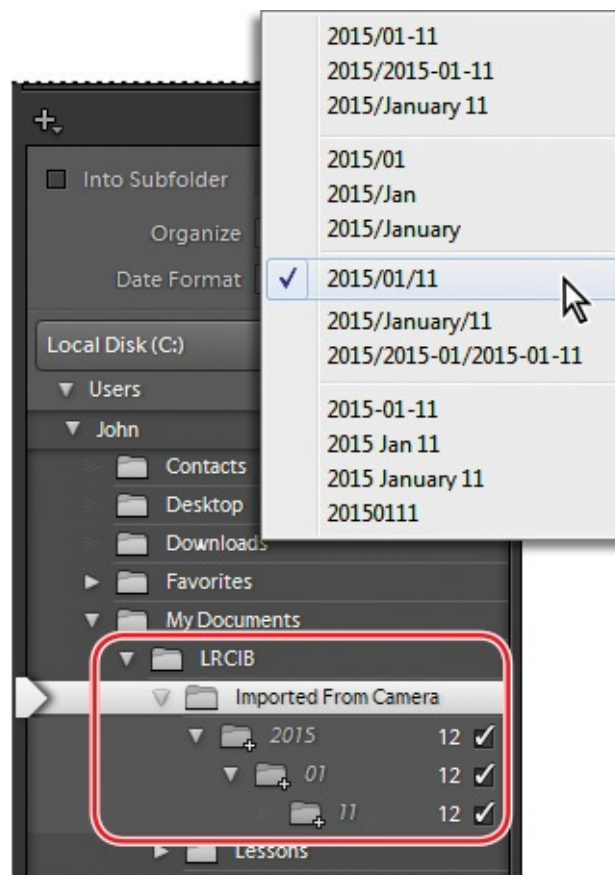 2015/01-11
2015/2015-01-11
2015/January 11
2015/01
2015/Jan
2015/January
2015/01/11
2015/January/11
2015/2015-01/2015-01-11
2015-01-11
2015 Jan 11
2015 January 11
20150111
Into Subfolder
Organize
Date Format
Local Disk (C:)
Users
John
Contacts
Desktop
Downloads
Favorites
My Documents
LRCIB
Imported From Camera
2015 12
01 12
11 12
Lessons